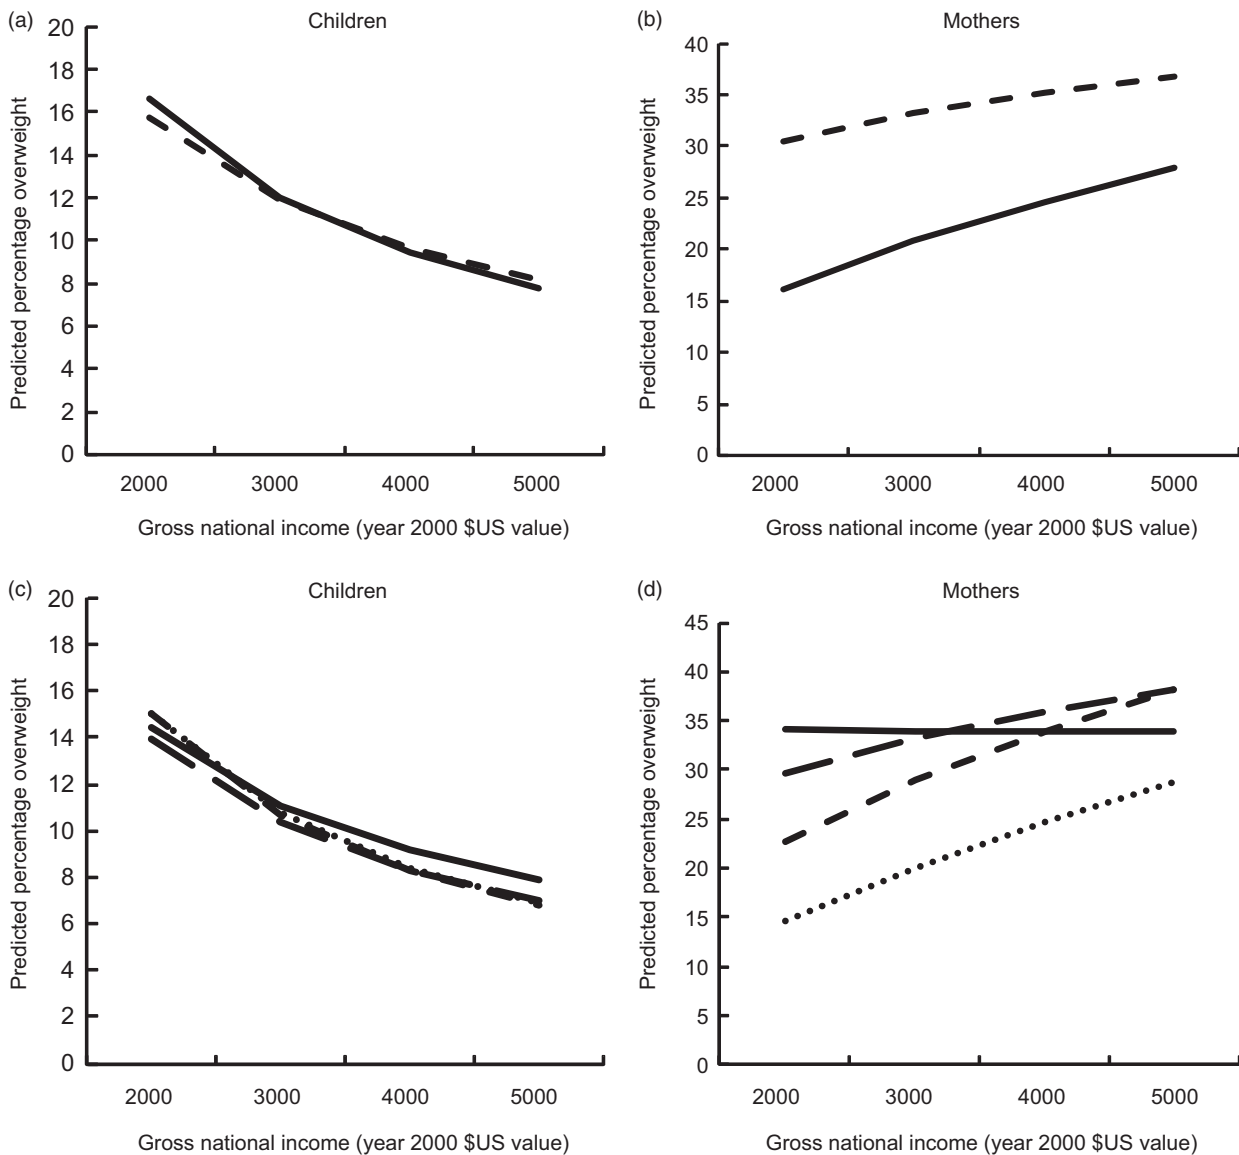 (a)
Children
Predicted percentage overweight
20
18
16
14
12
10
8
6
4
2
0
2000 3000 4000 5000
Gross national income (year 2000 $US value)
(b)
Mothers
Predicted percentage overweight
40
35
30
25
20
15
10
5
0
2000 3000 4000 5000
Gross national income (year 2000 $US value)
(c)
Children
Predicted percentage overweight
20
18
16
14
12
10
8
6
4
2
0
2000 3000 4000 5000
Gross national income (year 2000 $US value)
(d)
Mothers
Predicted percentage overweight
45
40
35
30
25
20
15
10
5
0
2000 3000 4000 5000
Gross national income (year 2000 $US value)